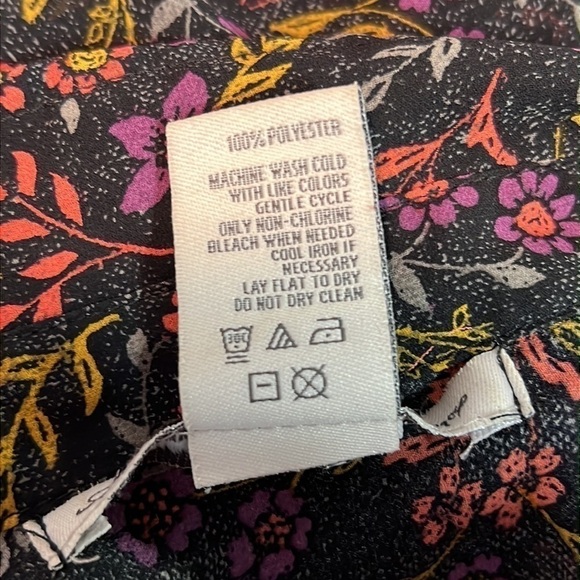 100% POLYESTER
MACHINE WASH COLD
WITH LIKE COLORS
GENTLE CYCLE
ONLY NON-CHLORINE
BLEACH WHEN NEEDED
COOL IRON IF
NECESSARY
LAY FLAT TO DRY
DO NOT DRY CLEAN
30C